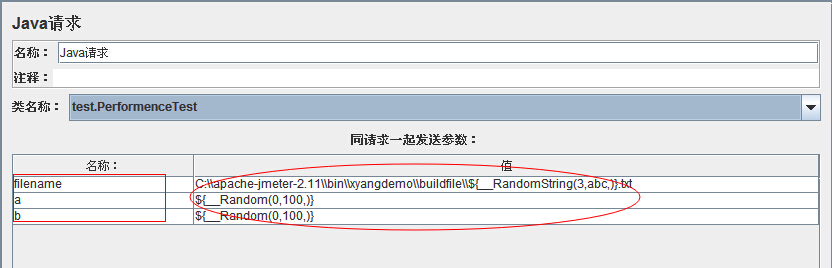 Java请求
名称： Java请求
注释：
类名称： test.PerformenceTest
同请求一起发送参数：
名称： 值
filename C:\\apache-jmeter-2.11\\bin\\xyangdemo\\buildfile\\${__RandomString(3,abc,)}.txt
a ${__Random(0,100,)}
b ${__Random(0,100,)}